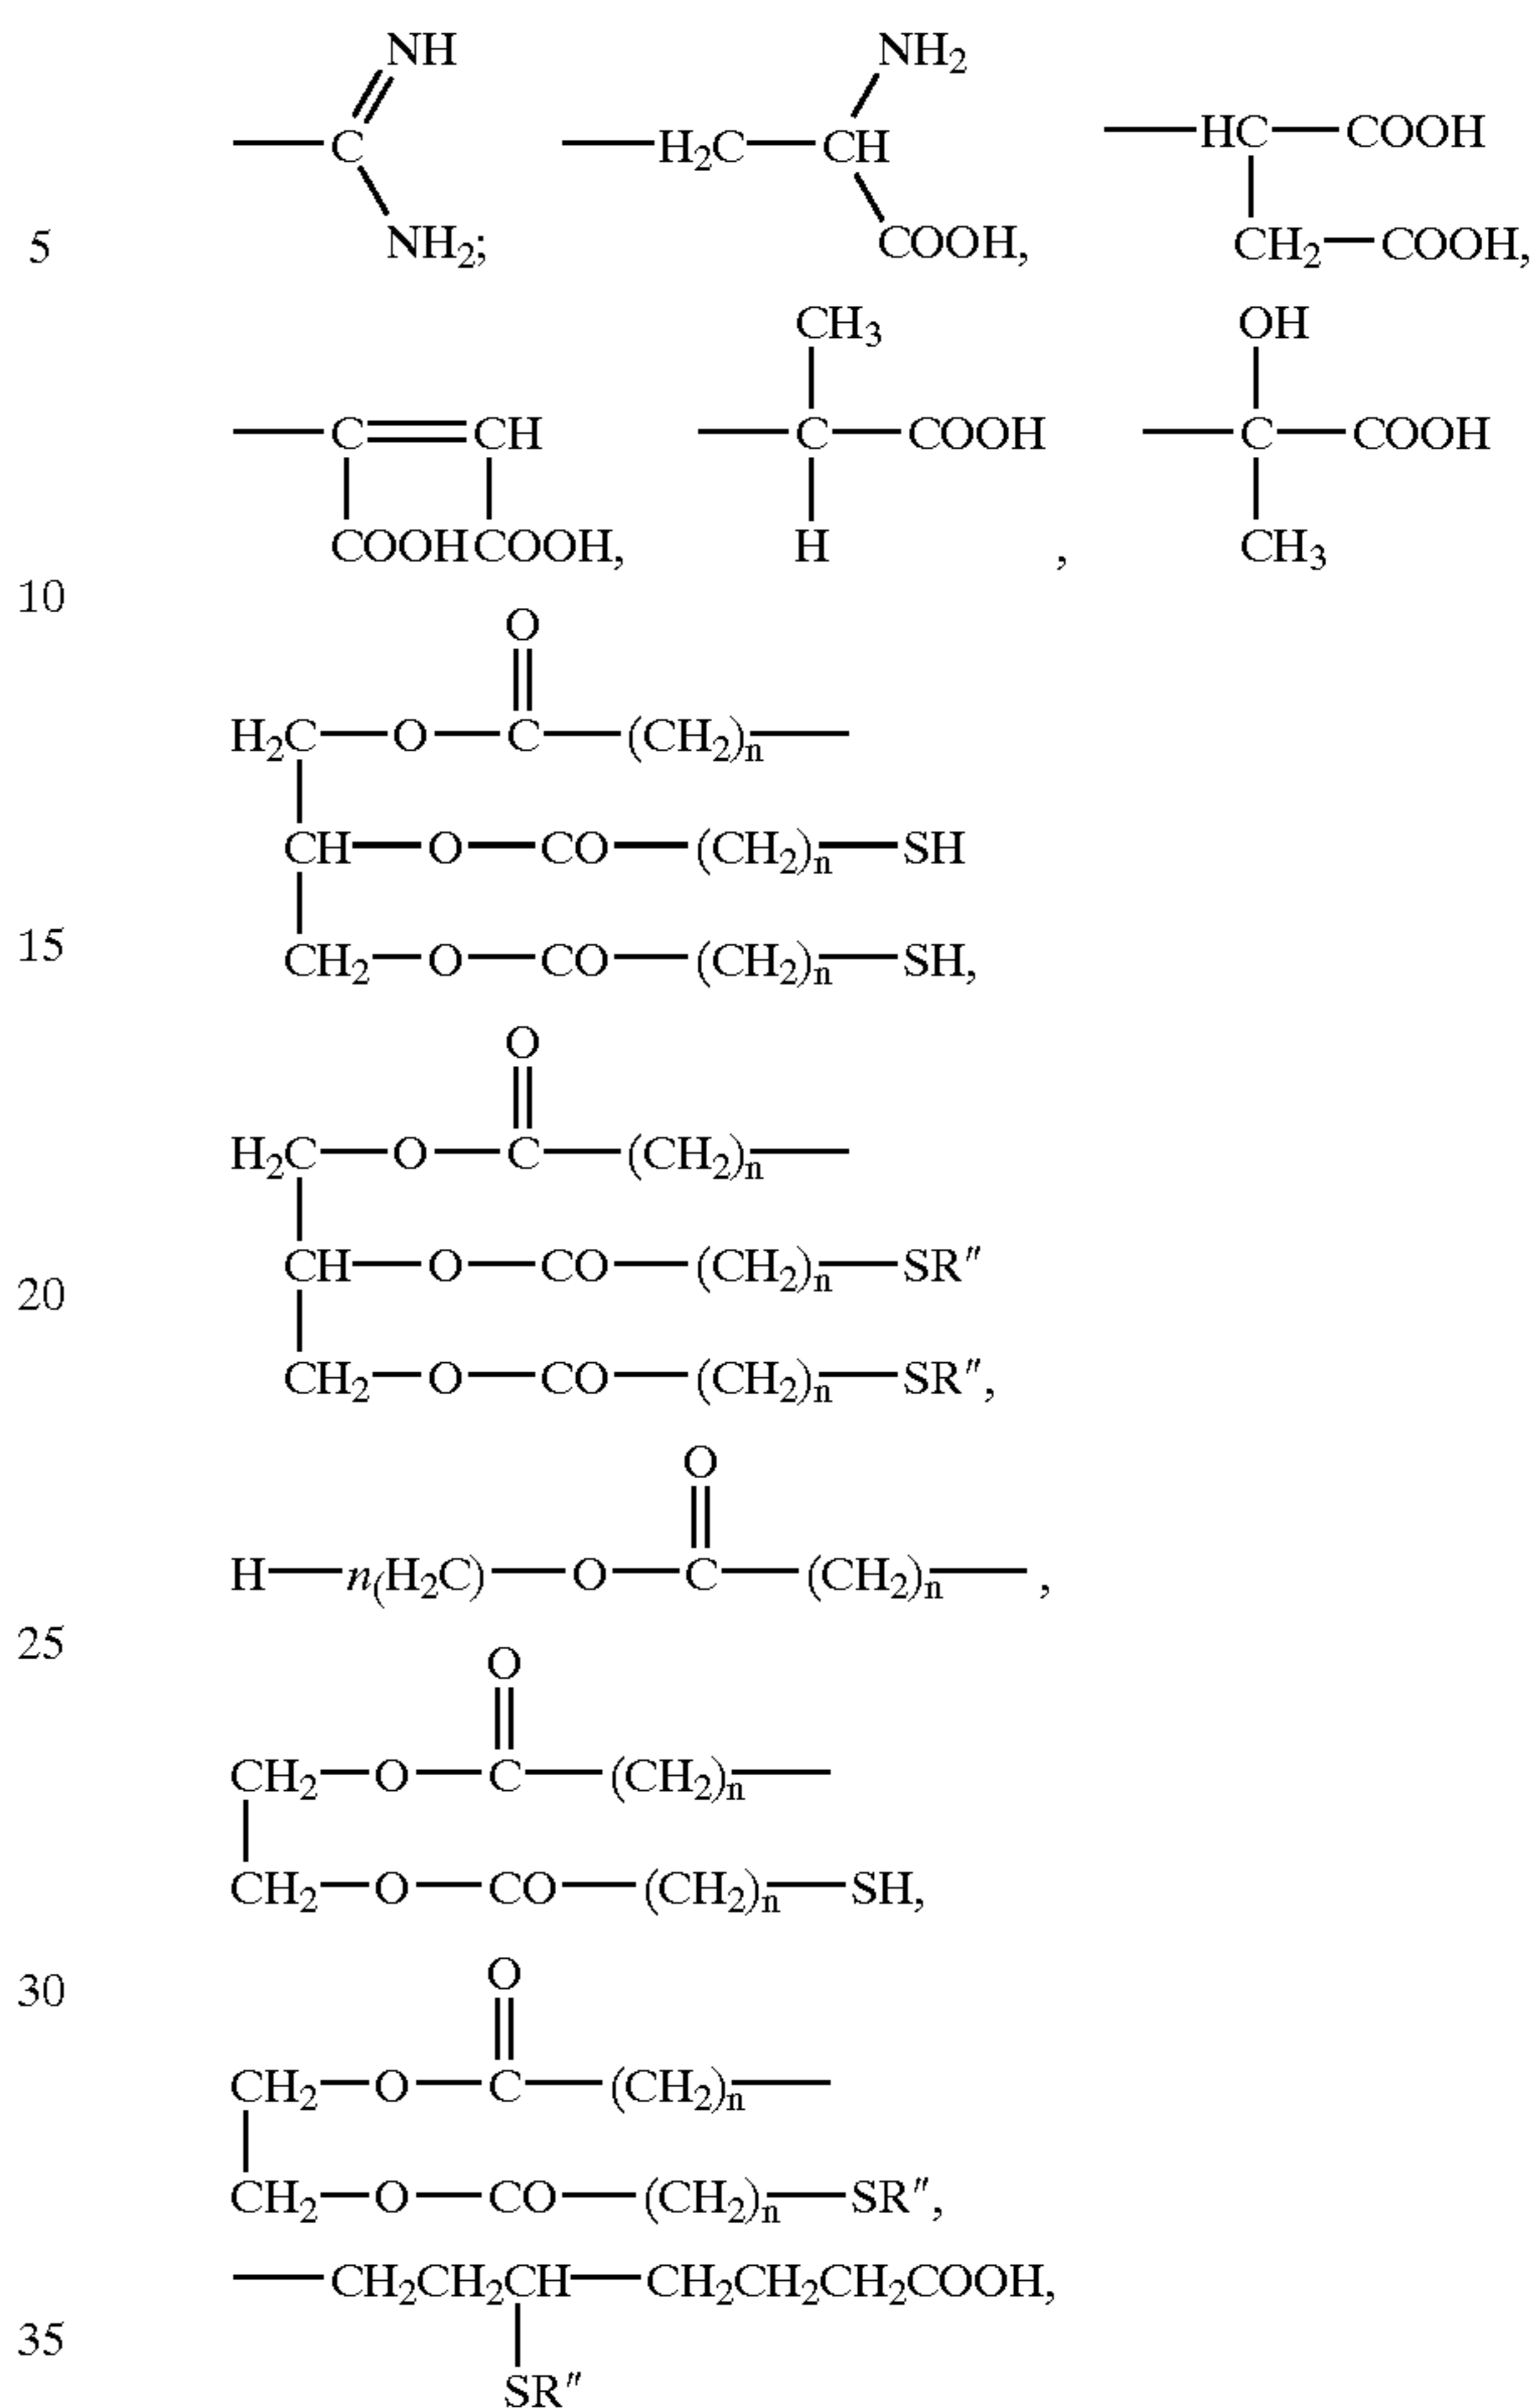 NH NH₂
—C —H₂C—CH —HC—COOH
5 NH₂; COOH, CH₂—COOH,
CH₃ OH
—C=CH —C—COOH —C—COOH
COOHCOOH, H , CH₃
10
O
H₂C—O—C—(CH₂)n—
CH—O—CO—(CH₂)n—SH
15
CH₂—O—CO—(CH₂)n—SH,
O
H₂C—O—C—(CH₂)n—
CH—O—CO—(CH₂)n—SR″
20
CH₂—O—CO—(CH₂)n—SR″,
O
H—n(H₂C)—O—C—(CH₂)n—,
25
O
CH₂—O—C—(CH₂)n—
CH₂—O—CO—(CH₂)n—SH,
30 O
CH₂—O—C—(CH₂)n—
CH₂—O—CO—(CH₂)n—SR″,
—CH₂CH₂CH—CH₂CH₂CH₂COOH,
35
SR″